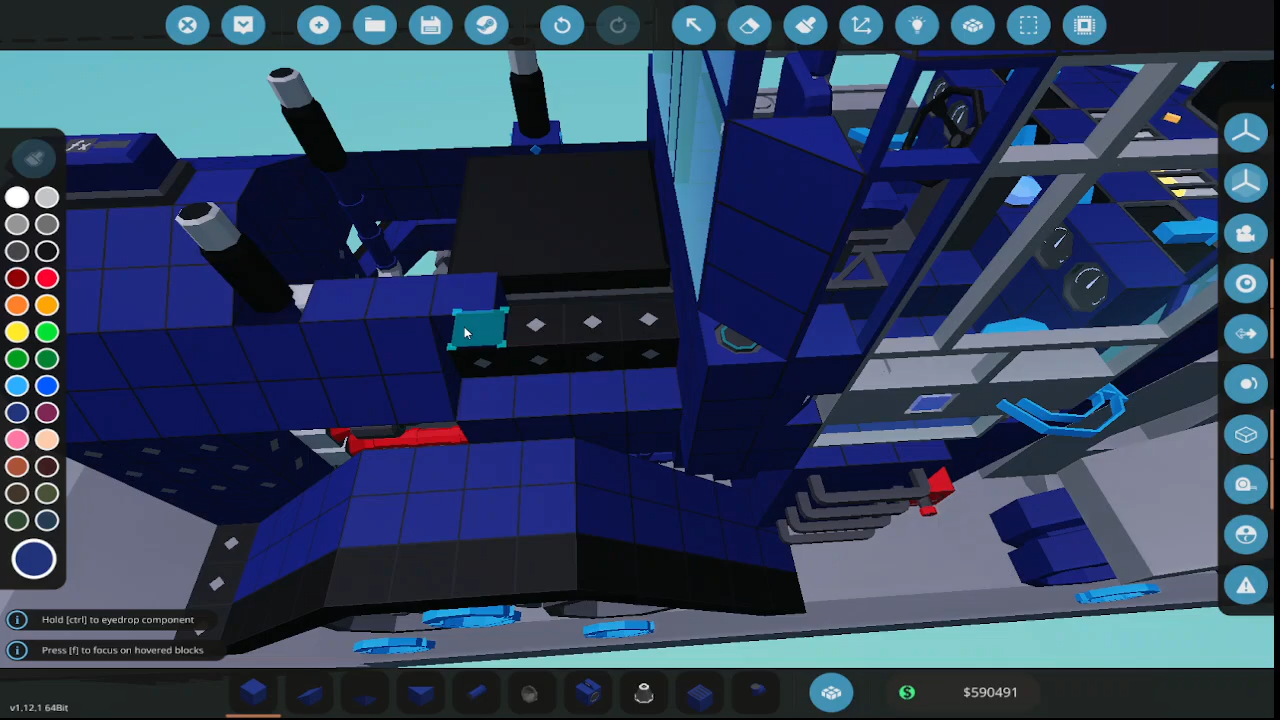 Hold [ctrl] to eyedrop component
Press [f] to focus on hovered blocks
$590491
v1.12.1 64Bit